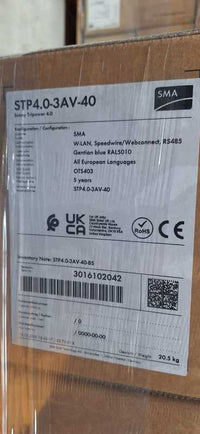 STP4.0-3AV-40
Sunny Tripower 4.0
SMA
Konfiguration / Configuration :
SMA
W-LAN, Speedwire/Webconnect, RS485
Gentian blue RAL5010
All European Languages
OTS403
5 years
STP4.0-3AV-40
UK
CA
RoHS
CE
Inventory Note: STP4.0-3AV-40-BS
3016102042
/ 0
/ 0000-00-00
20.5 kg